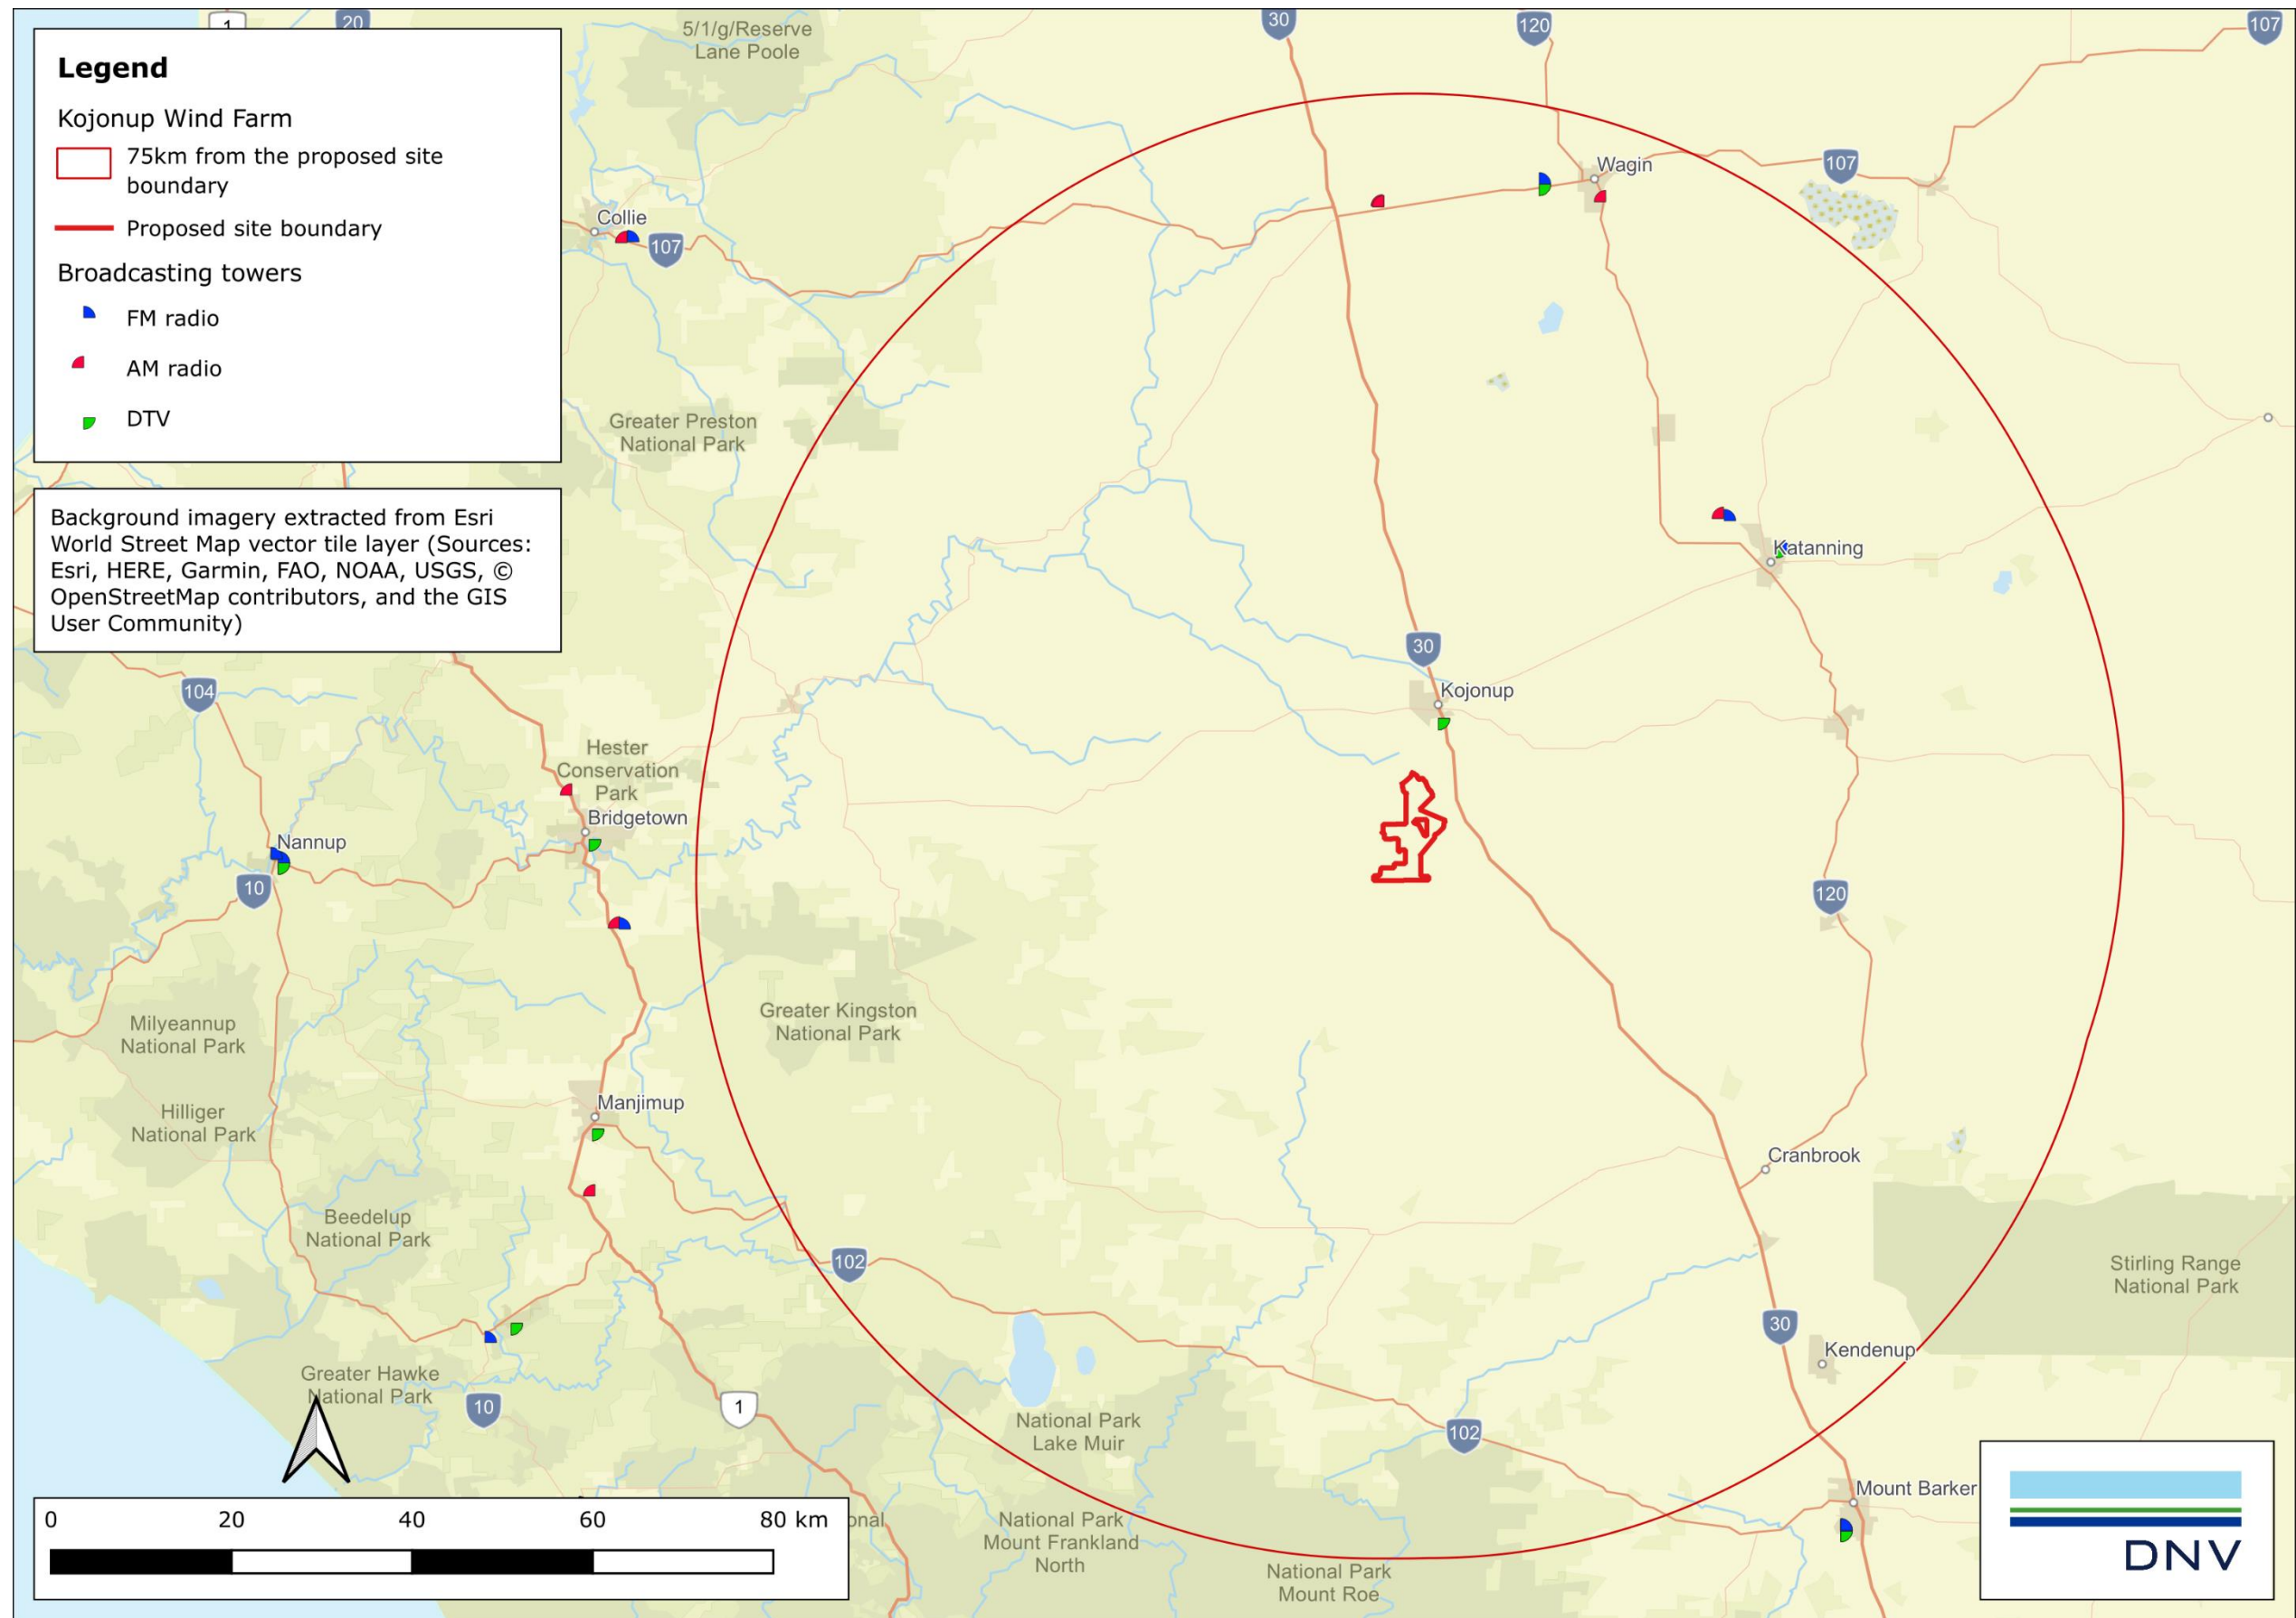 1
20
5/1/g/Reserve
Lane Poole
30
120
107
Legend
Kojonup Wind Farm
75km from the proposed site
boundary
Proposed site boundary
Broadcasting towers
FM radio
AM radio
DTV
Wagin
107
Collie
107
Greater Preston
National Park
Background imagery extracted from Esri
World Street Map vector tile layer (Sources:
Esri, HERE, Garmin, FAO, NOAA, USGS, ©
OpenStreetMap contributors, and the GIS
User Community)
Katanning
30
Kojonup
104
Hester
Conservation
Park
Bridgetown
Nannup
10
120
Greater Kingston
National Park
Milyeannup
National Park
Manjimup
Hilliger
National Park
Cranbrook
Beedelup
National Park
102
Stirling Range
National Park
30
Kendenup
Greater Hawke
National Park
10
1
National Park
Lake Muir
102
Mount Barker
0 20 40 60 80 km
onal
National Park
Mount Frankland
North
National Park
Mount Roe
DNV